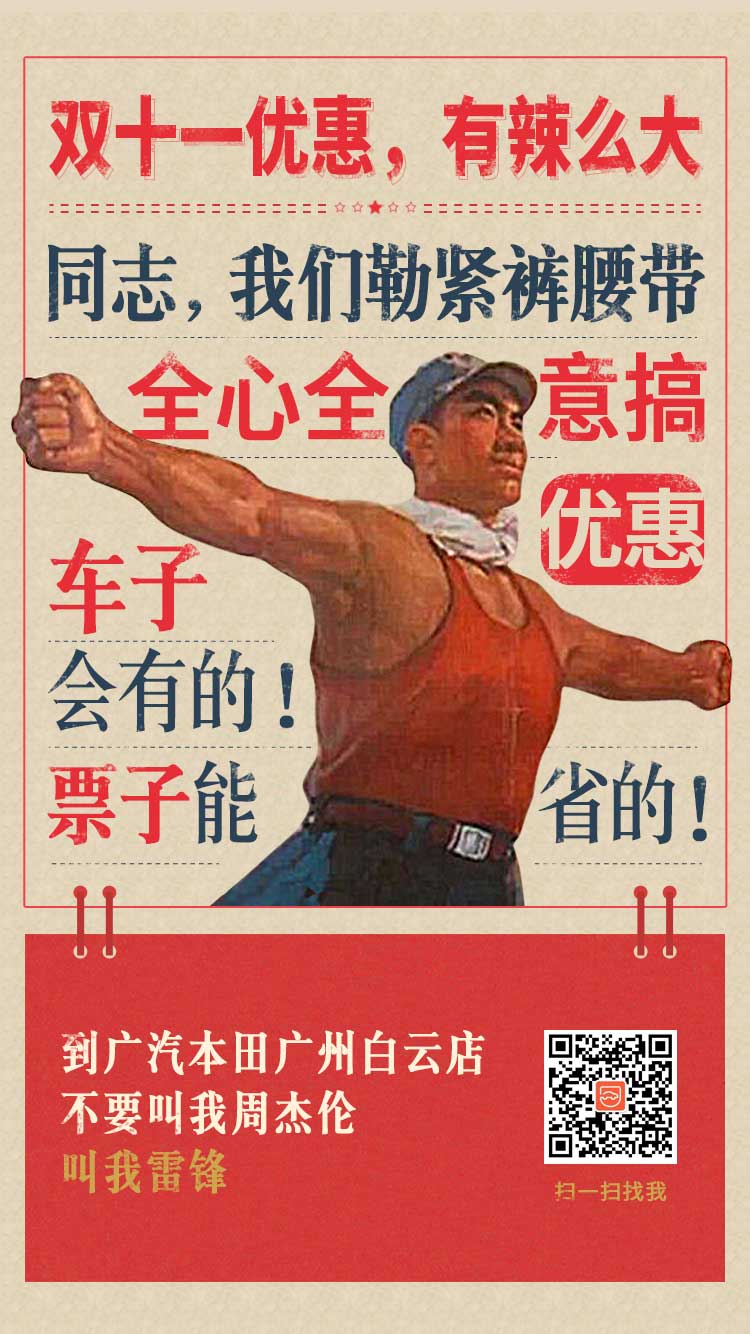 双十一优惠，有辣么大
同志，我们勒紧裤腰带
全心全意搞
优惠
车子
会有的！
票子能省的！
到广汽本田广州白云店
不要叫我周杰伦
叫我雷锋
扫一扫找我